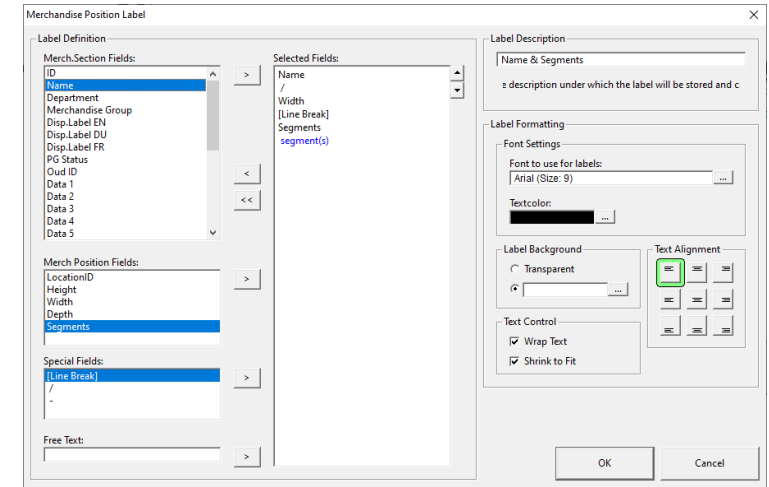 Merchandise Position Label
Label Definition
Merch.Section Fields:
ID
Name
Department
Merchandise Group
Disp.Label EN
Disp.Label DU
Disp.Label FR
PG Status
Oud ID
Data 1
Data 2
Data 3
Data 4
Data 5
>
<
<<
Selected Fields:
Name
/
Width
[Line Break]
Segments
segment(s)
Merch Position Fields:
LocationID
Height
Width
Depth
Segments
>
Special Fields:
[Line Break]
/
-
>
Free Text:
>
Label Description
Name & Segments
e description under which the label will be stored and c
Label Formatting
Font Settings
Font to use for labels:
Arial (Size: 9)
...
Textcolor:
...
Label Background
Transparent
...
Text Alignment
Text Control
Wrap Text
Shrink to Fit
OK
Cancel